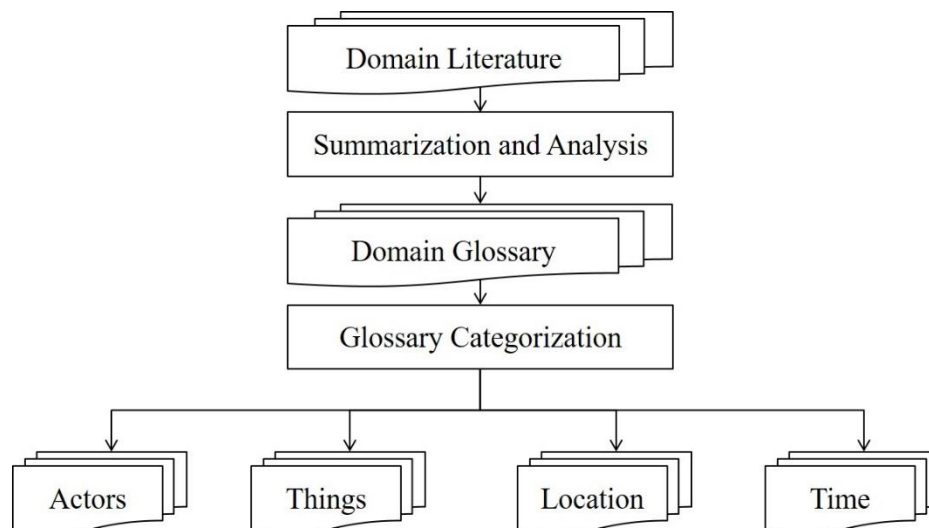 Domain Literature
Summarization and Analysis
Domain Glossary
Glossary Categorization
Actors
Things
Location
Time